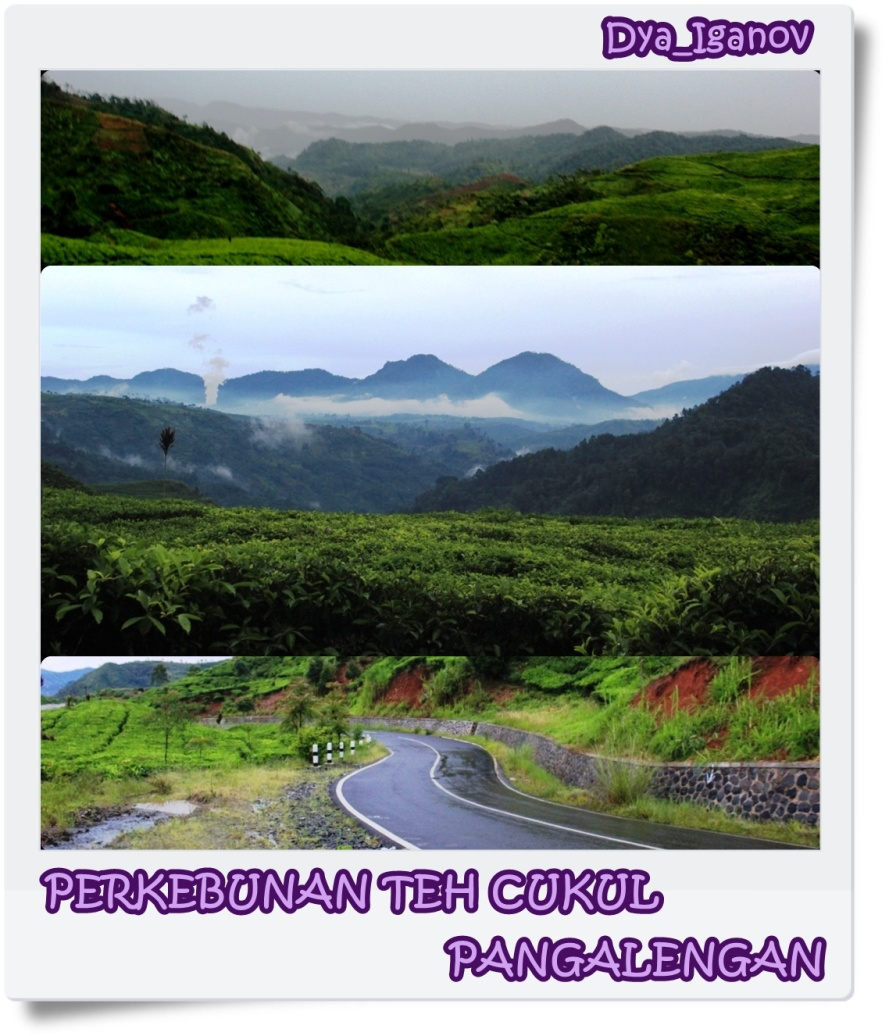 Dya_Iganov
PERKEBUNAN TEH CUKUL
PANGALENGAN